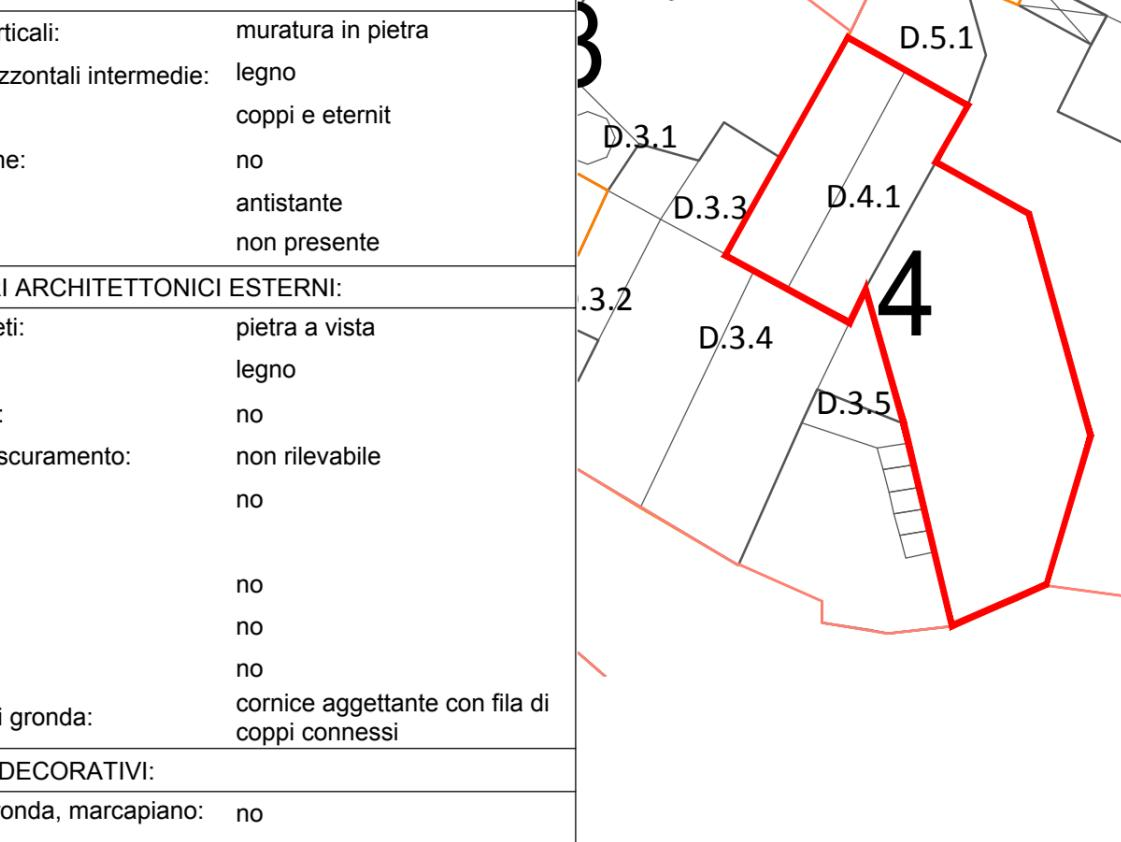 rticali: muratura in pietra
zzontali intermedie: legno
coppi e eternit
ne: no
antistante
non presente
I ARCHITETTONICI ESTERNI:
eti: pietra a vista
legno
: no
scuramento: non rilevabile
no
no
no
no
i gronda: cornice aggettante con fila di
coppi connessi
DECORATIVI:
ronda, marcapiano: no
3
D.5.1
D.3.1
D.3.3
D.4.1
4
.3.2
D.3.4
D.3.5